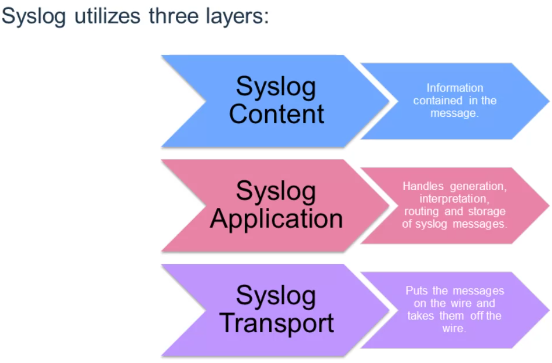 Syslog utilizes three layers:
Syslog
Content
Information
contained in the
message.
Syslog
Application
Handles generation,
interpretation,
routing and storage
of syslog messages.
Syslog
Transport
Puts the messages
on the wire and
takes them off the
wire.